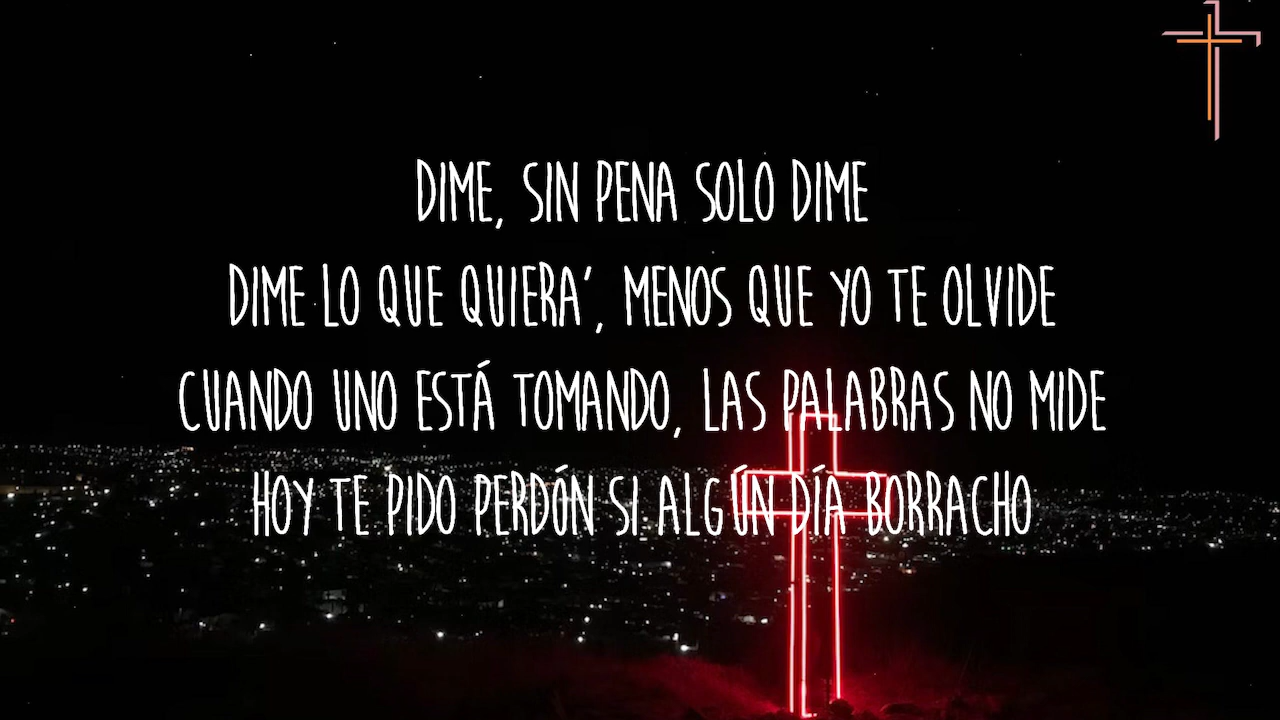 DIME, SIN PENA SOLO DIME
DIME LO QUE QUIERA', MENOS QUE YO TE OLVIDE
CUANDO UNO ESTÁ TOMANDO, LAS PALABRAS NO MIDE
HOY TE PIDO PERDÓN SI ALGÚN DÍA BORRACHO